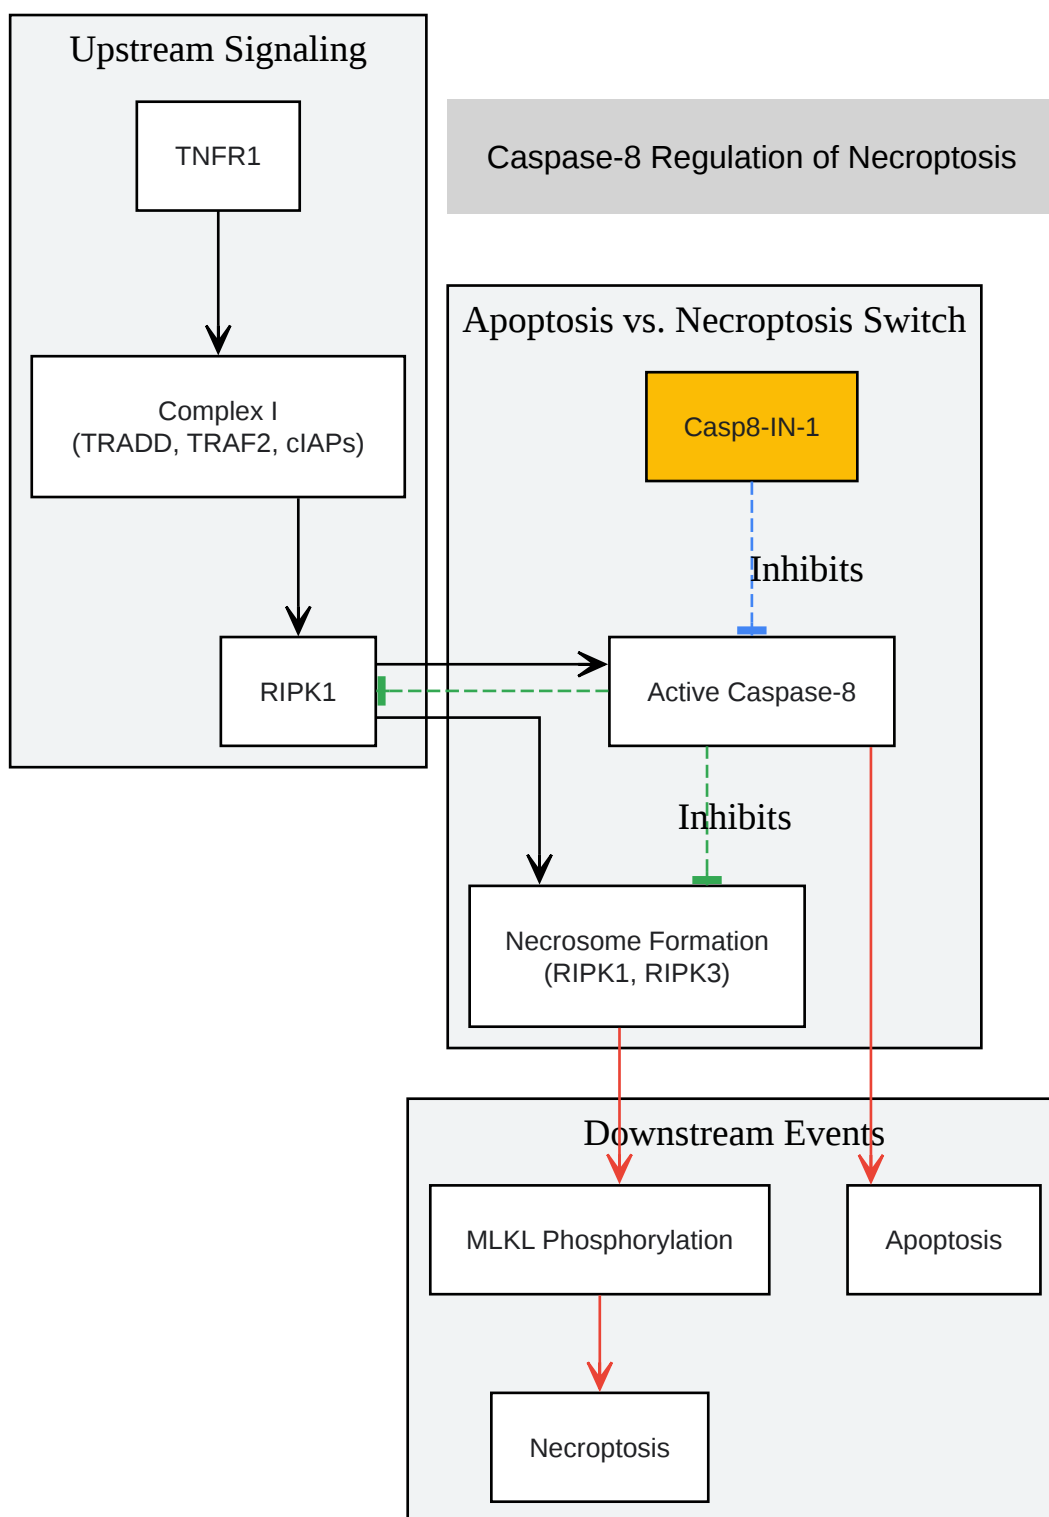 Upstream Signaling
TNFR1
Caspase-8 Regulation of Necroptosis
Complex I
(TRADD, TRAF2, cIAPs)
RIPK1
Apoptosis vs. Necroptosis Switch
Casp8-IN-1
Inhibits
Active Caspase-8
Inhibits
Necrosome Formation
(RIPK1, RIPK3)
Downstream Events
MLKL Phosphorylation
Apoptosis
Necroptosis